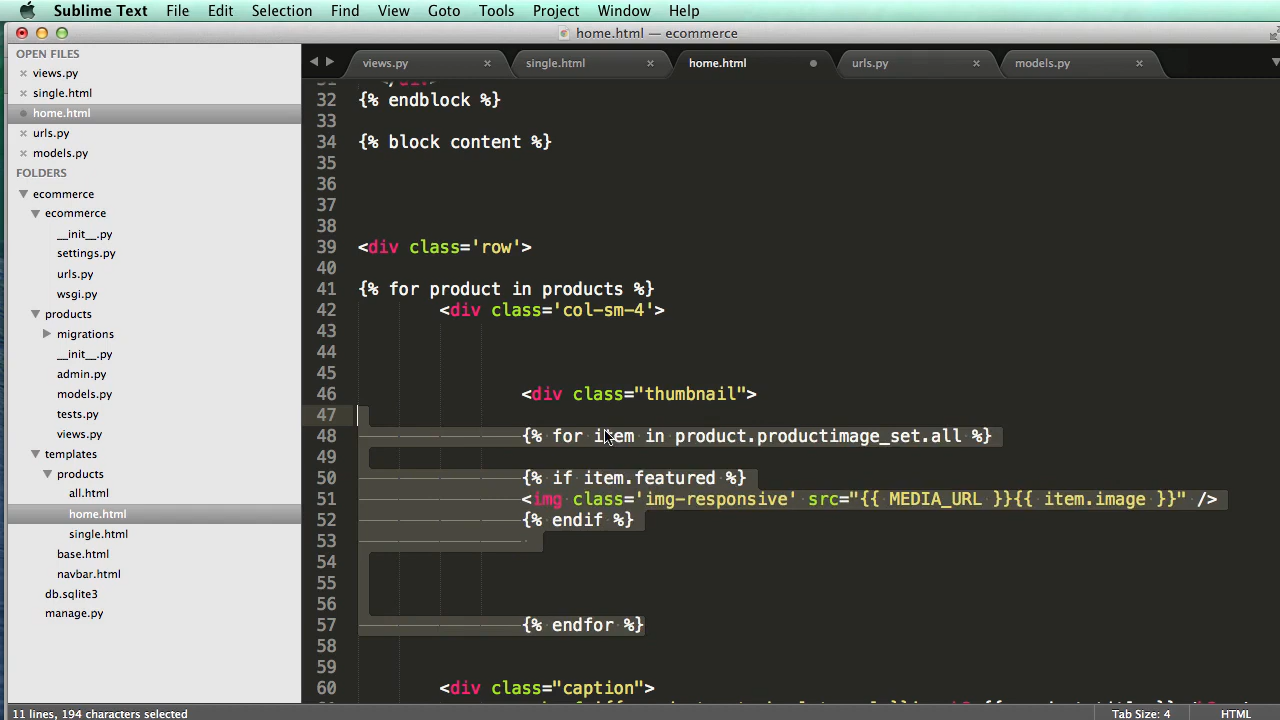 Sublime Text File Edit Selection Find View Goto Tools Project Window Help
home.html — ecommerce
OPEN FILES
views.py
single.html
home.html
urls.py
models.py
FOLDERS
ecommerce
ecommerce
__init__.py
settings.py
urls.py
wsgi.py
products
migrations
__init__.py
admin.py
models.py
tests.py
views.py
templates
products
all.html
home.html
single.html
base.html
navbar.html
db.sqlite3
manage.py
views.py single.html home.html urls.py models.py
32 {% endblock %}
33
34 {% block content %}
35
36
37
38
39 <div class='row'>
40
41 {% for product in products %}
42 <div class='col-sm-4'>
43
44
45
46 <div class="thumbnail">
47
48 {% for item in product.productimage_set.all %}
49
50 {% if item.featured %}
51 <img class='img-responsive' src="{{ MEDIA_URL }}{{ item.image }}" />
52 {% endif %}
53
54
55
56
57 {% endfor %}
58
59
60 <div class="caption">
11 lines, 194 characters selected
Tab Size: 4 HTML